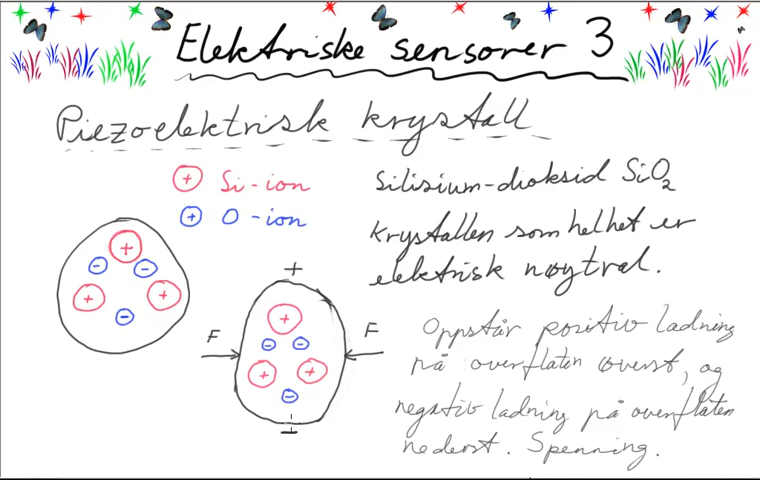 Elektriske sensorer 3
Piezoelektrisk krystall
+ Si-ion
+ O-ion
Silisium-dioksid SiO₂
Krystallen som helhet er
elektrisk nøytral.
+
- -
+ +
-
+
F F
+
- -
+ +
-
-
Oppstår positiv ladning
på overflaten øverst, og
negativ ladning på overflaten
nederst. Spenning.